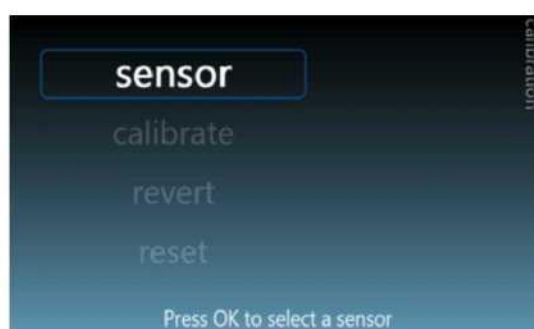 sensor
calibrate
revert
reset
Press OK to select a sensor
calibration